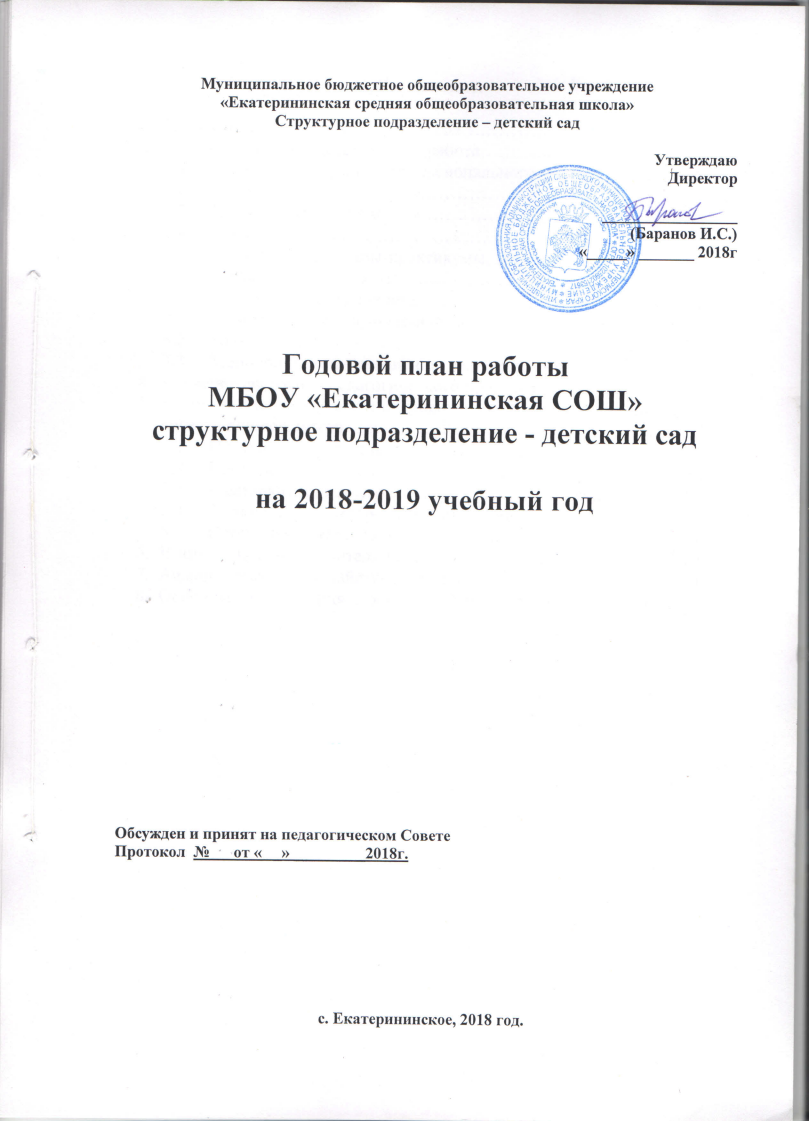 Муниципальное бюджетное общеобразовательное учреждение
«Екатерининская средняя общеобразовательная школа»
Структурное подразделение – детский сад
Утверждаю
Директор
(Баранов И.С.)
«_____»________ 2018г
Годовой план работы
МБОУ «Екатерининская СОШ»
структурное подразделение - детский сад
на 2018-2019 учебный год
Обсужден и принят на педагогическом Совете
Протокол № от « » 2018г.
с. Екатерининское, 2018 год.